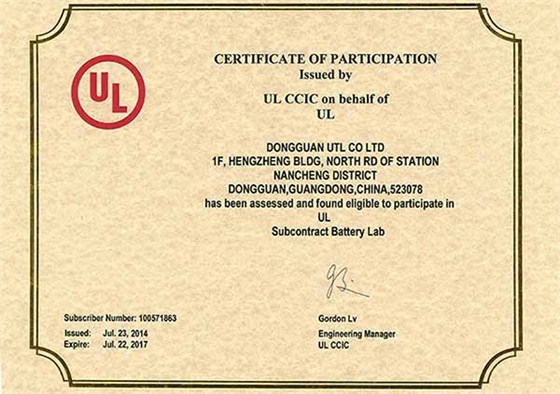 UL
CERTIFICATE OF PARTICIPATION
Issued by
UL CCIC on behalf of
UL
DONGGUAN UTL CO LTD
1F, HENGZHENG BLDG, NORTH RD OF STATION
NANCHENG DISTRICT
DONGGUAN,GUANGDONG,CHINA,523078
has been assessed and found eligible to participate in
UL
Subcontract Battery Lab
Subscriber Number: 100571863
Issued: Jul. 23, 2014
Expire: Jul. 22, 2017
Gordon Lv
Engineering Manager
UL CCIC